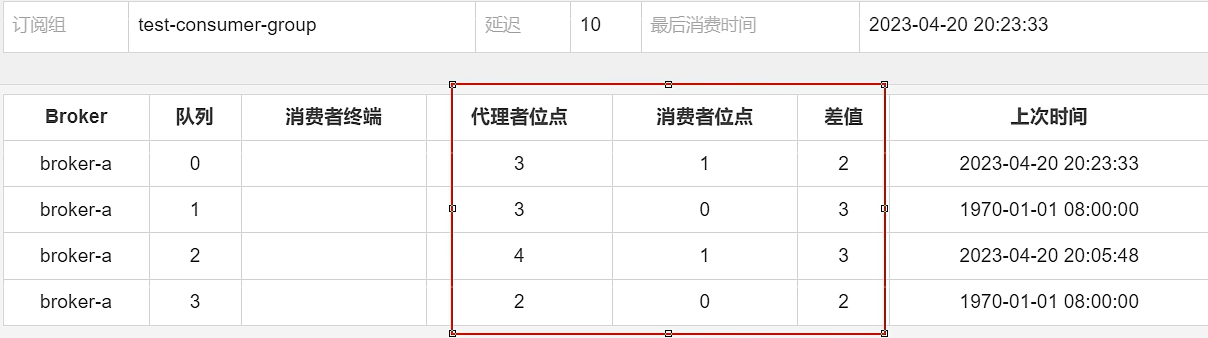 订阅组 test-consumer-group 延迟 10 最后消费时间 2023-04-20 20:23:33
Broker 队列 消费者终端 代理者位点 消费者位点 差值 上次时间
broker-a 0 3 1 2 2023-04-20 20:23:33
broker-a 1 3 0 3 1970-01-01 08:00:00
broker-a 2 4 1 3 2023-04-20 20:05:48
broker-a 3 2 0 2 1970-01-01 08:00:00